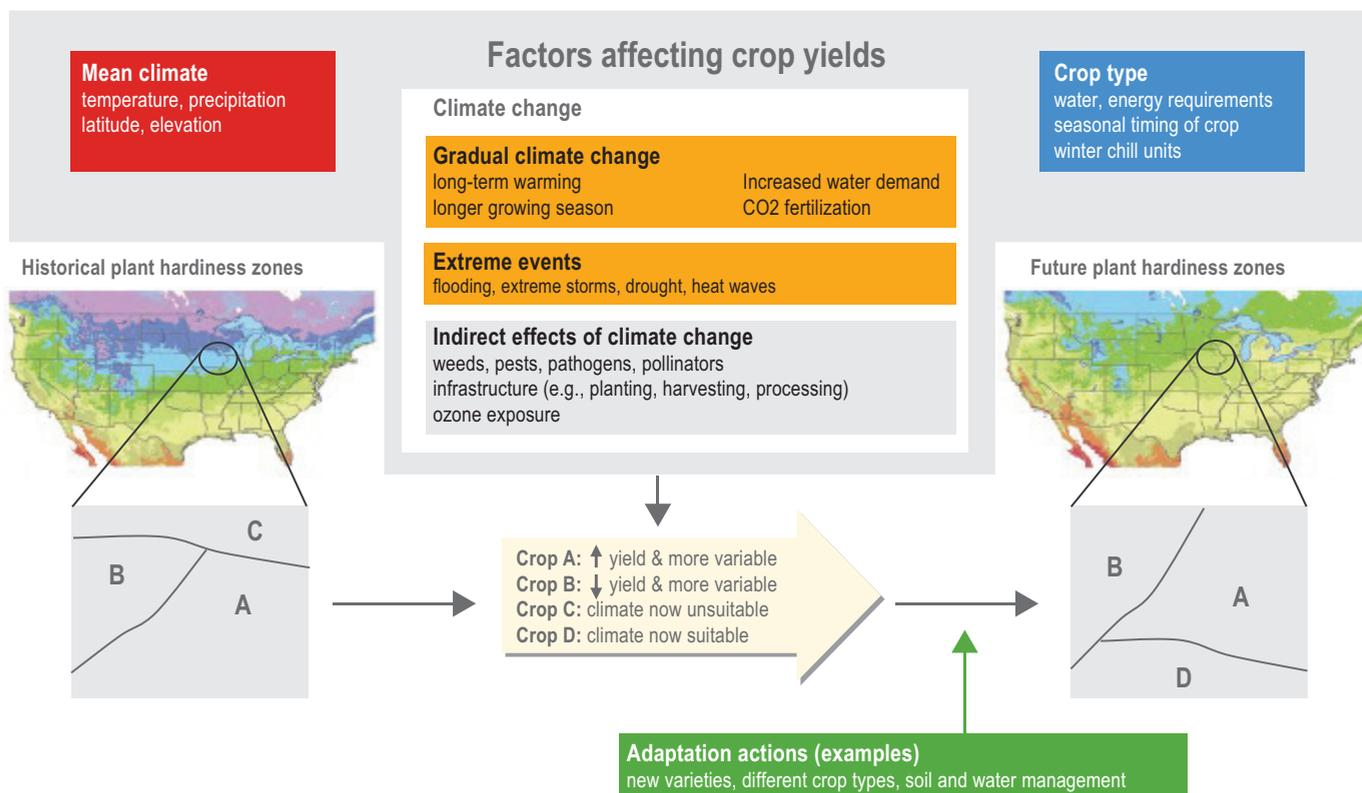 Factors affecting crop yields
Mean climate
temperature, precipitation
latitude, elevation
Climate change
Gradual climate change
long-term warming
longer growing season
Increased water demand
CO2 fertilization
Extreme events
flooding, extreme storms, drought, heat waves
Indirect effects of climate change
weeds, pests, pathogens, pollinators
infrastructure (e.g., planting, harvesting, processing)
ozone exposure
Crop type
water, energy requirements
seasonal timing of crop
winter chill units
Historical plant hardiness zones
Future plant hardiness zones
C
B
A
Crop A: ↑ yield & more variable
Crop B: ↓ yield & more variable
Crop C: climate now unsuitable
Crop D: climate now suitable
B
A
D
Adaptation actions (examples)
new varieties, different crop types, soil and water management